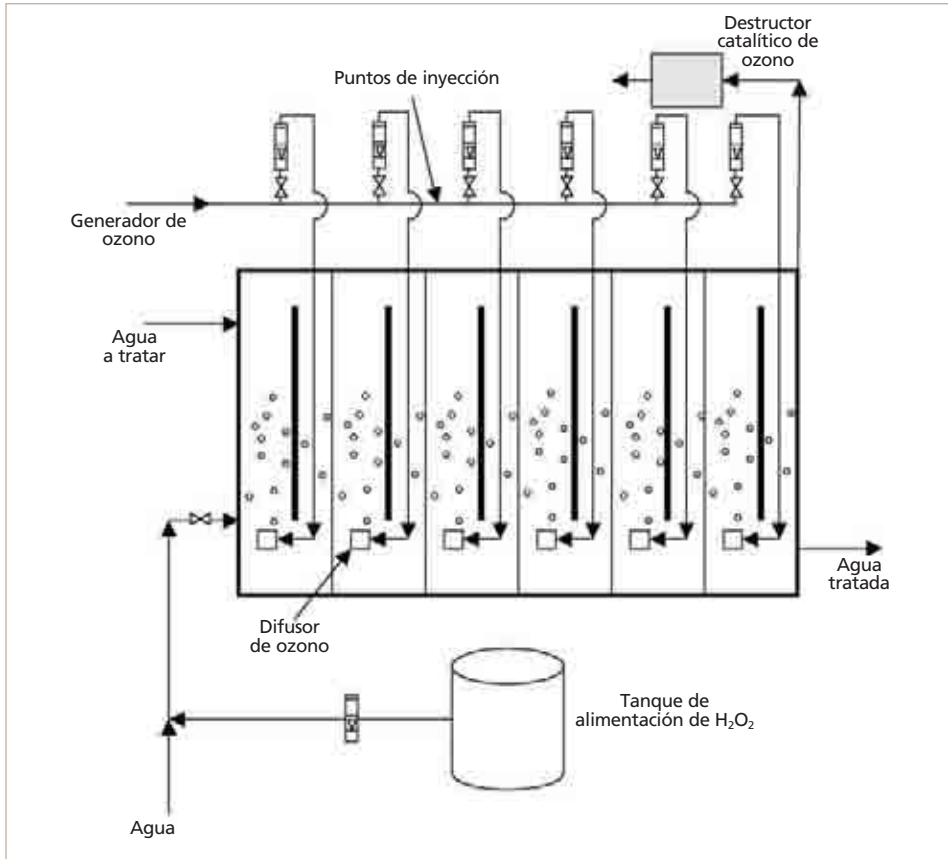 Destructor
catalítico de
ozono
Puntos de inyección
Generador de
ozono
Agua
a tratar
Agua
tratada
Difusor
de ozono
Tanque de
alimentación de H₂O₂
Agua